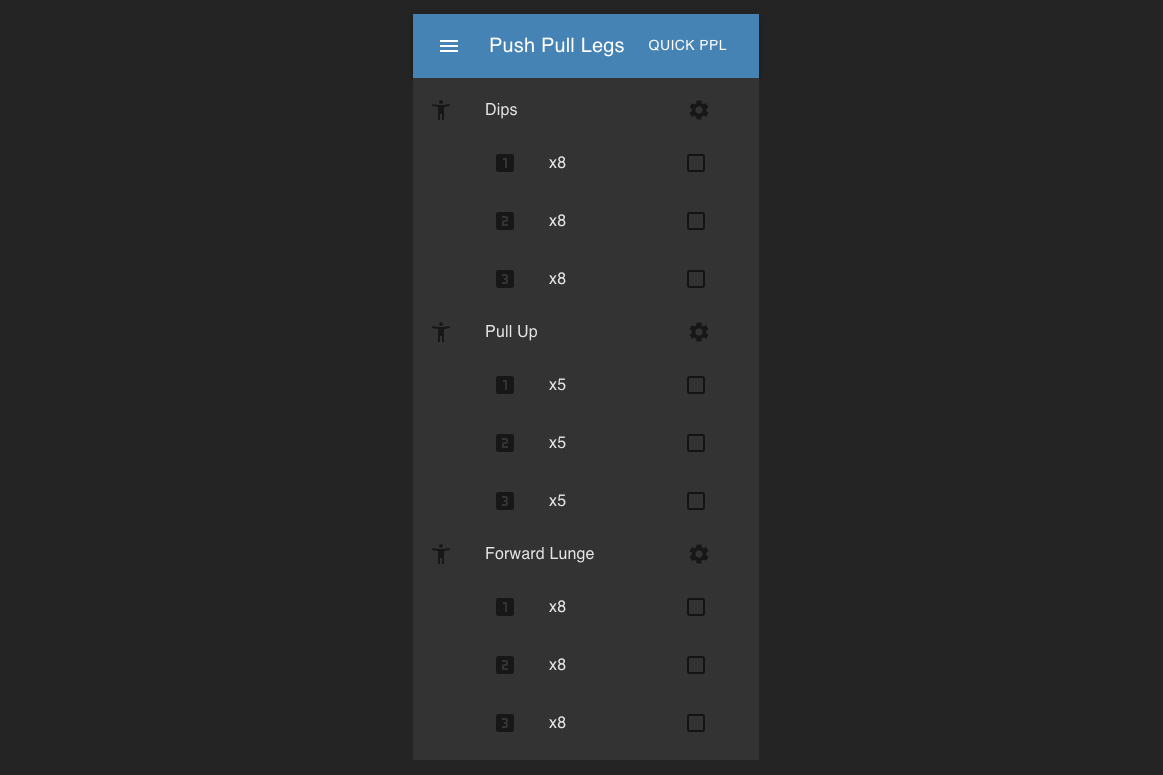 Push Pull Legs QUICK PPL
Dips
1 x8
2 x8
3 x8
Pull Up
1 x5
2 x5
3 x5
Forward Lunge
1 x8
2 x8
3 x8